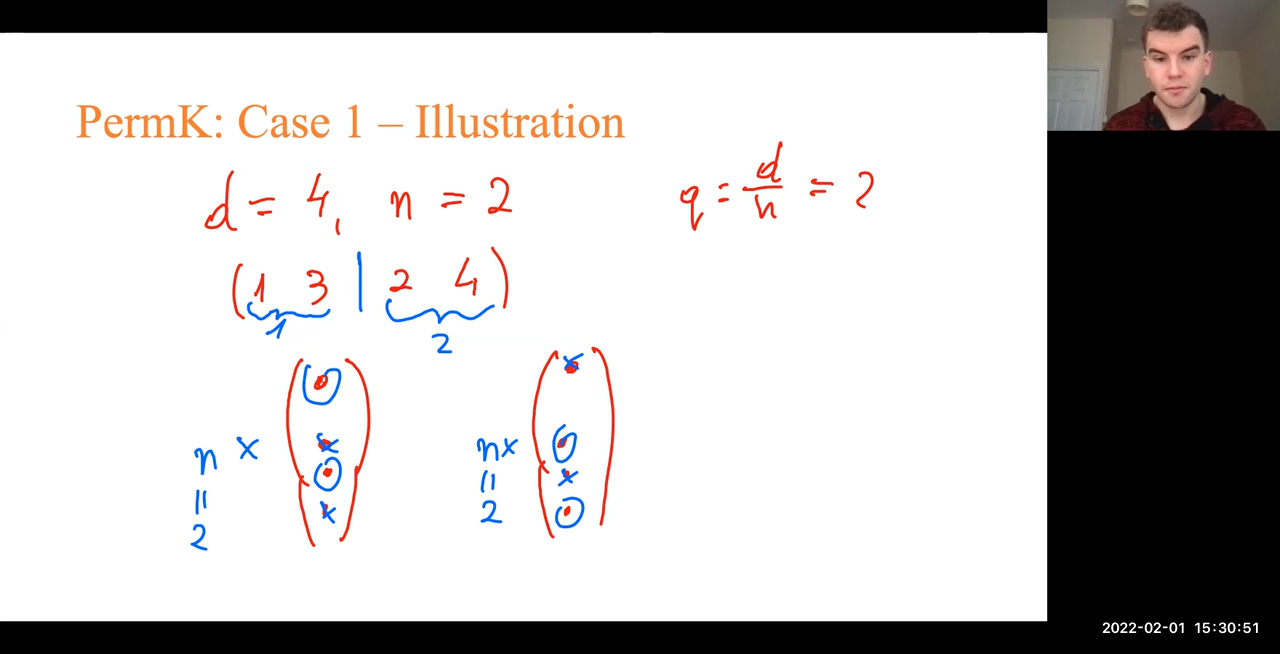 PermK: Case 1 – Illustration
d = 4, n = 2
q = d/n = 2
(1 3 | 2 4)
1 2
n × n ×
= =
2 2
2022-02-01 15:30:51